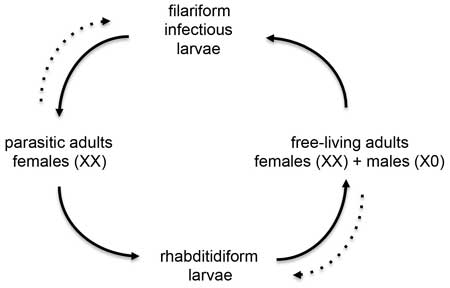 filariform
infectious
larvae
parasitic adults
females (XX)
free-living adults
females (XX) + males (X0)
rhabditidiform
larvae